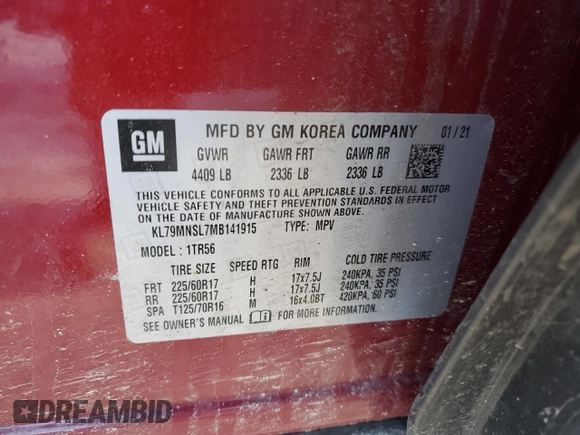 GM
MFD BY GM KOREA COMPANY 01/21
GVWR GAWR FRT GAWR RR
4409 LB 2336 LB 2336 LB
THIS VEHICLE CONFORMS TO ALL APPLICABLE U.S. FEDERAL MOTOR
VEHICLE SAFETY AND THEFT PREVENTION STANDARDS IN EFFECT
ON THE DATE OF MANUFACTURE SHOWN ABOVE.
KL79MNSL7MB141915 TYPE: MPV
MODEL: 1TR56
TIRE SIZE SPEED RTG RIM COLD TIRE PRESSURE
FRT 225/60R17 H 17x7.5J 240KPA, 35 PSI
RR 225/60R17 H 17x7.5J 240KPA, 35 PSI
SPA T125/70R16 M 16x4.0BT 420KPA, 60 PSI
SEE OWNER'S MANUAL FOR MORE INFORMATION.
DREAMBID